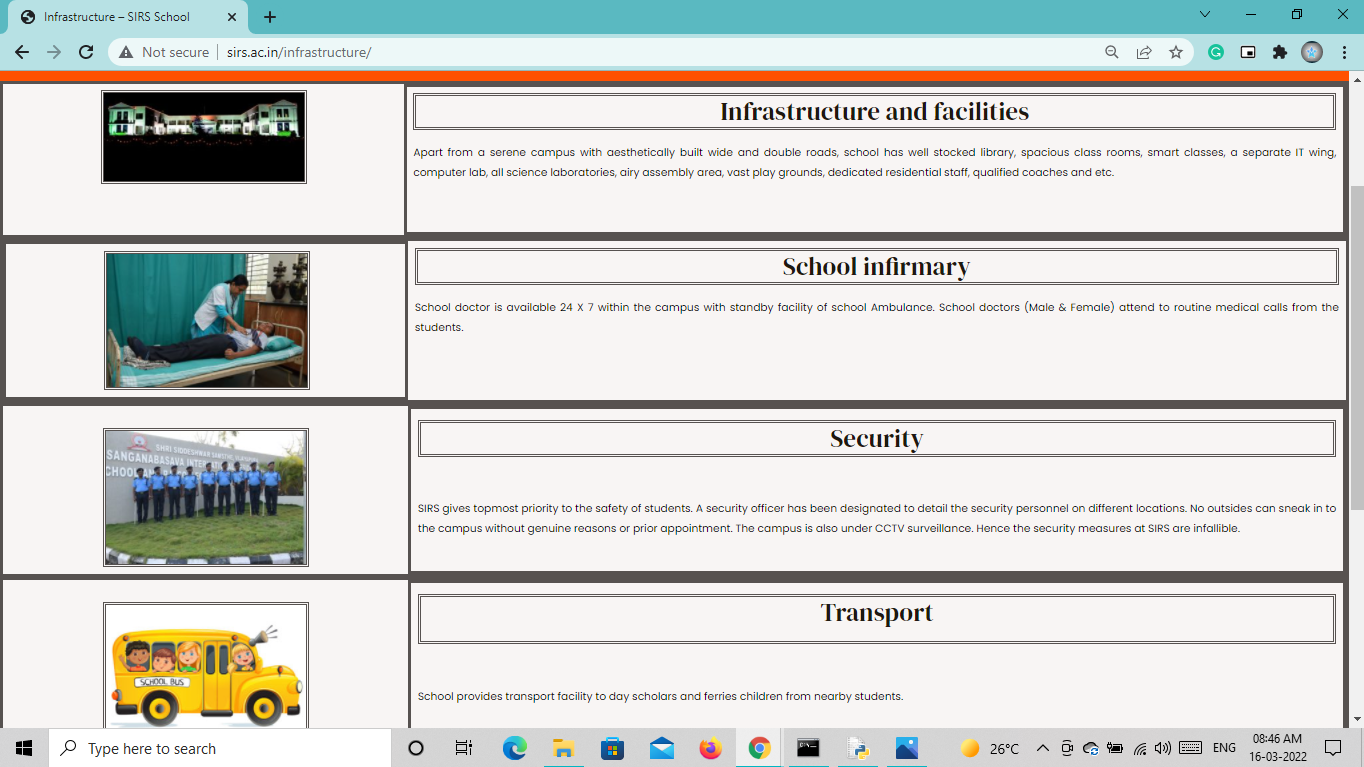 Infrastructure – SIRS School
Not secure
sirs.ac.in/infrastructure/
Infrastructure and facilities
Apart from a serene campus with aesthetically built wide and double roads, school has well stocked library, spacious class rooms, smart classes, a separate IT wing,
computer lab, all science laboratories, airy assembly area, vast play grounds, dedicated residential staff, qualified coaches and etc.
School infirmary
School doctor is available 24 X 7 within the campus with standby facility of school Ambulance. School doctors (Male & Female) attend to routine medical calls from the
students.
SHRI SIDDESHWAR SAMSTHE
SANGANABASAVA INTERNATIONAL
Security
SIRS gives topmost priority to the safety of students. A security officer has been designated to detail the security personnel on different locations. No outsides can sneak in to
the campus without genuine reasons or prior appointment. The campus is also under CCTV surveillance. Hence the security measures at SIRS are infallible.
SCHOOL BUS
Transport
School provides transport facility to day scholars and ferries children from nearby students.
Type here to search
26°C
ENG
08:46 AM
16-03-2022